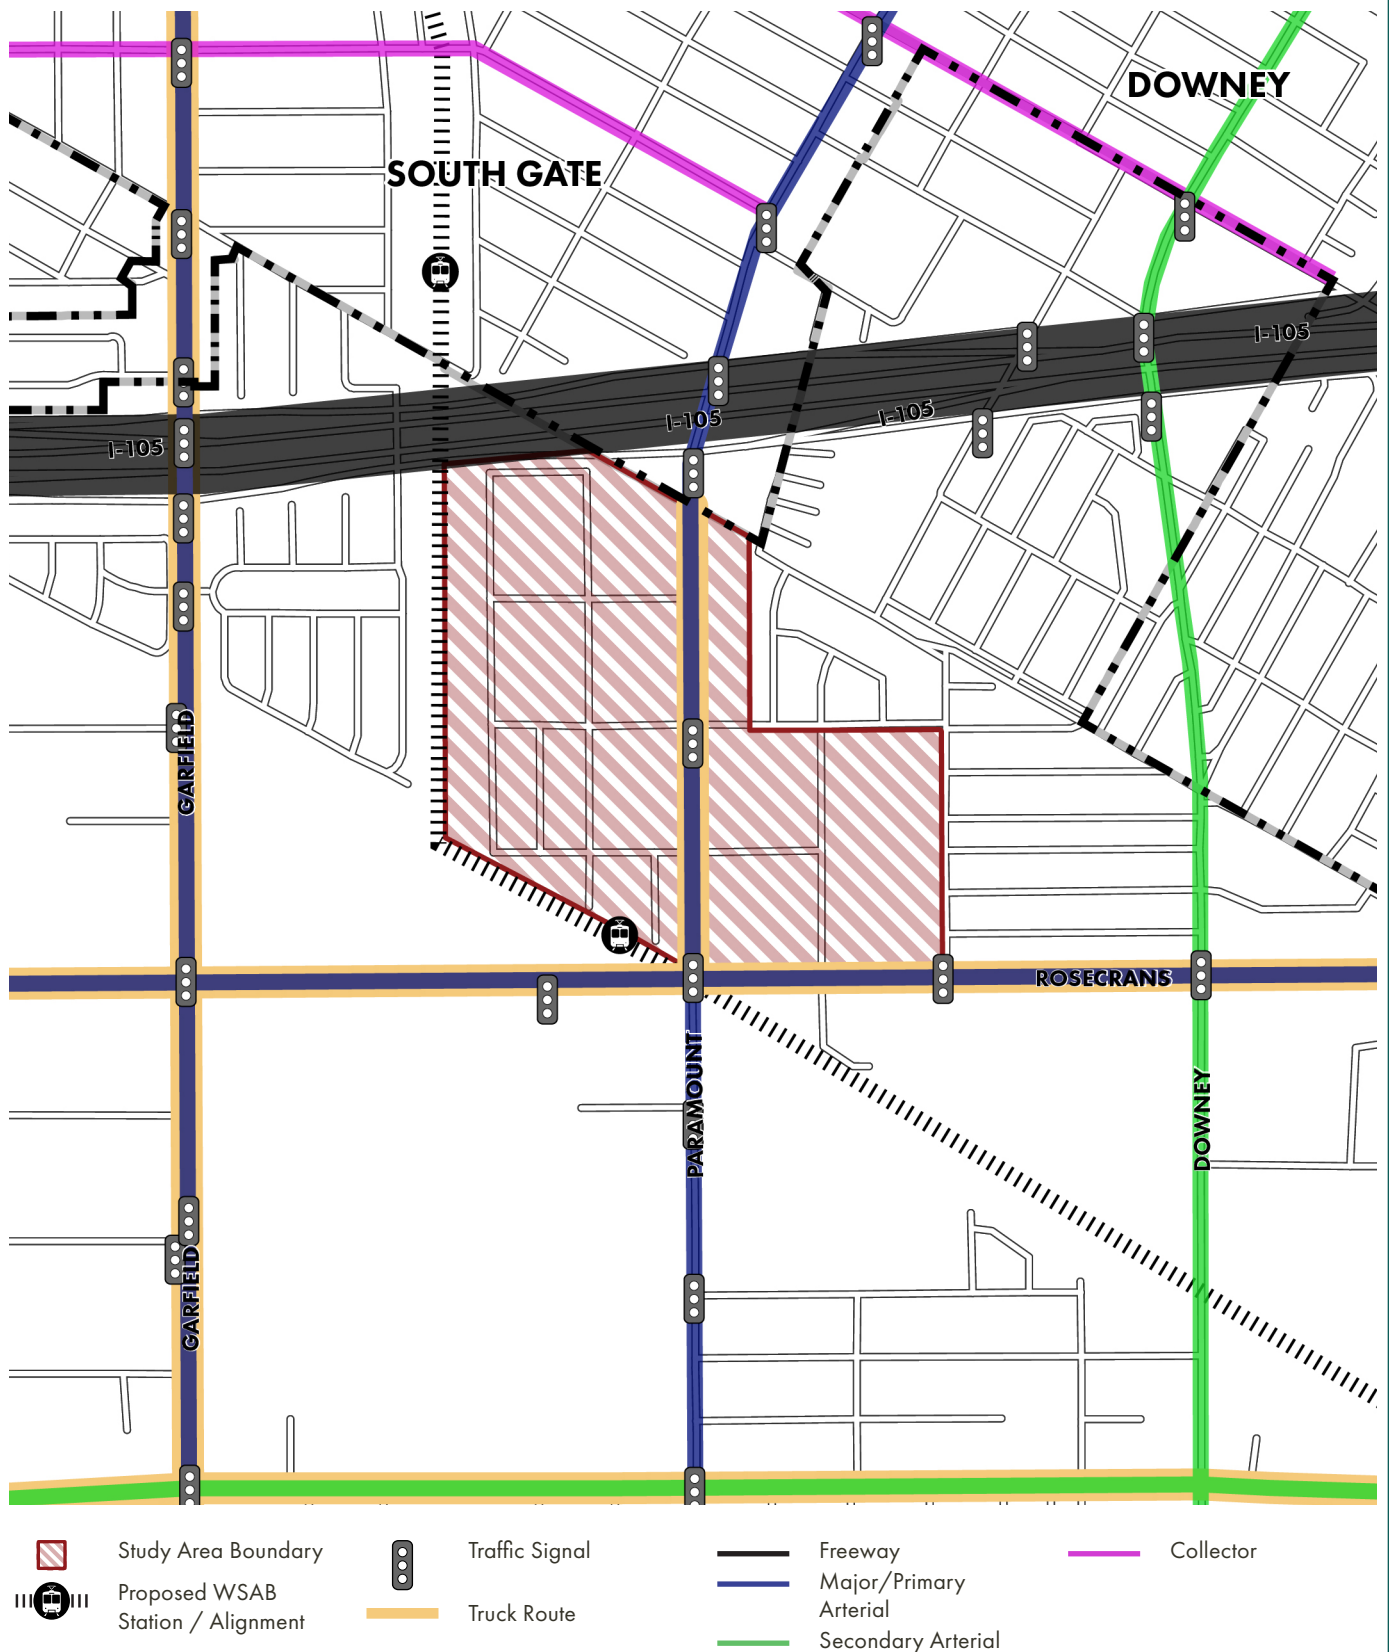 DOWNEY
SOUTH GATE
I-105
I-105
I-105
I-105
GARFIELD
ROSECRANS
PARAMOUNT
DOWNEY
GARFIELD
Study Area Boundary
Proposed WSAB
Station / Alignment
Traffic Signal
Truck Route
Freeway
Major/Primary
Arterial
Secondary Arterial
Collector